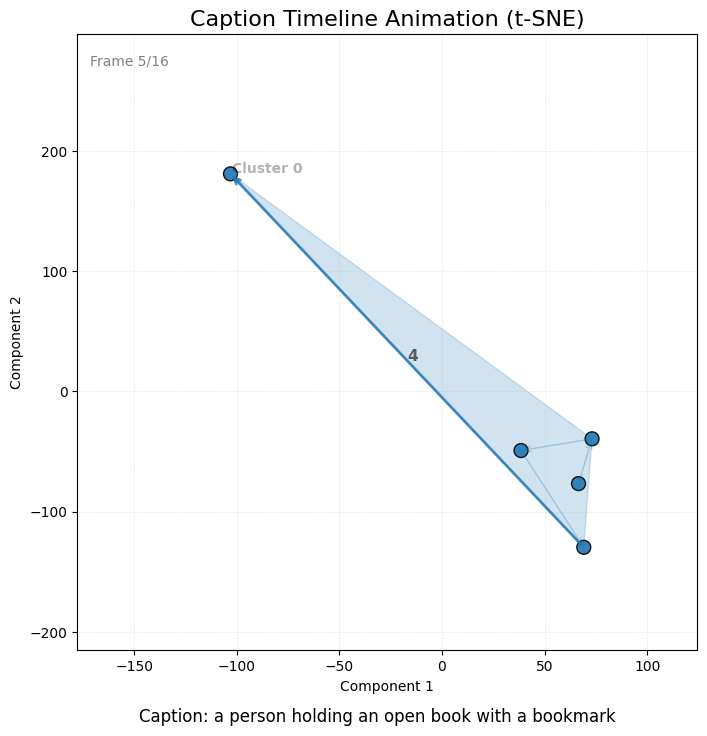 Caption Timeline Animation (t-SNE)
Frame 5/16
Cluster 0
4
200
100
0
−100
−200
Component 2
−150
−100
−50
0
50
100
Component 1
Caption: a person holding an open book with a bookmark